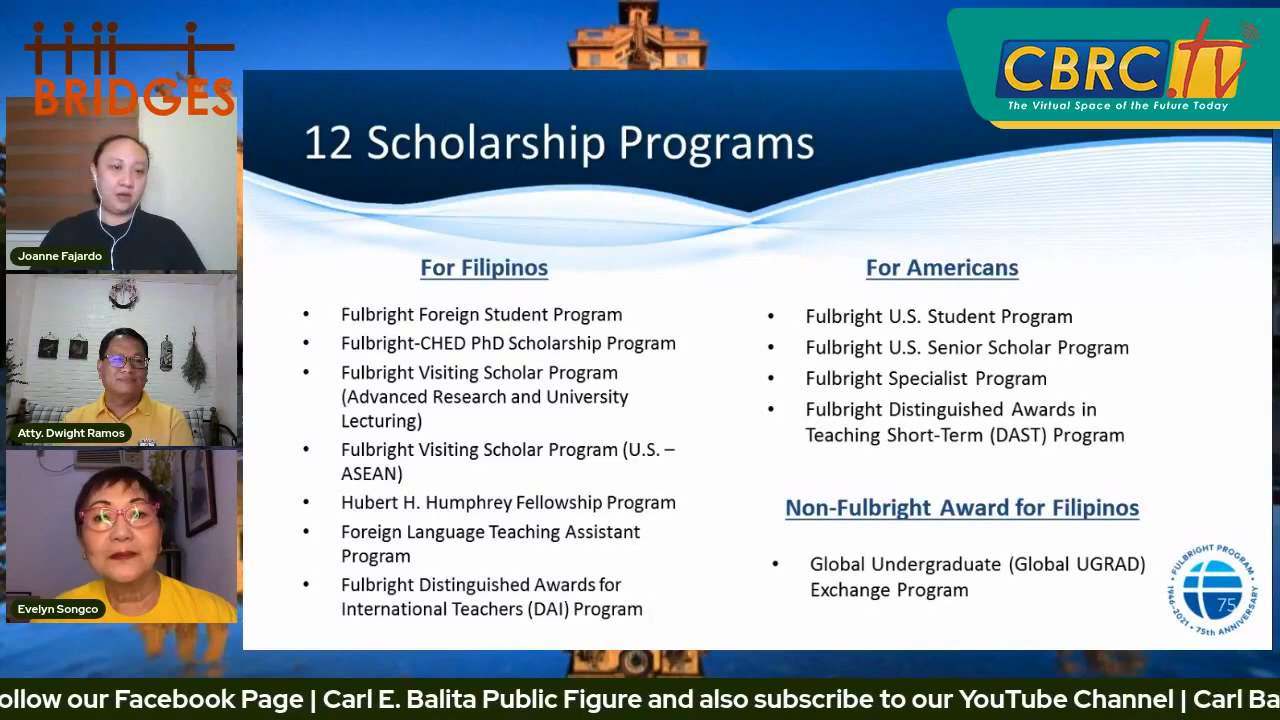 BRIDGES
CBRC.tv
The Virtual Space of the Future Today
12 Scholarship Programs
Joanne Fajardo
Atty. Dwight Ramos
Evelyn Songco
For Filipinos
• Fulbright Foreign Student Program
• Fulbright-CHED PhD Scholarship Program
• Fulbright Visiting Scholar Program
(Advanced Research and University
Lecturing)
• Fulbright Visiting Scholar Program (U.S. –
ASEAN)
• Hubert H. Humphrey Fellowship Program
• Foreign Language Teaching Assistant
Program
• Fulbright Distinguished Awards for
International Teachers (DAI) Program
For Americans
• Fulbright U.S. Student Program
• Fulbright U.S. Senior Scholar Program
• Fulbright Specialist Program
• Fulbright Distinguished Awards in
Teaching Short-Term (DAST) Program
Non-Fulbright Award for Filipinos
• Global Undergraduate (Global UGRAD)
Exchange Program
• FULBRIGHT PROGRAM • 1946-2021 • 75th ANNIVERSARY
75
ollow our Facebook Page | Carl E. Balita Public Figure and also subscribe to our YouTube Channel | Carl Ba